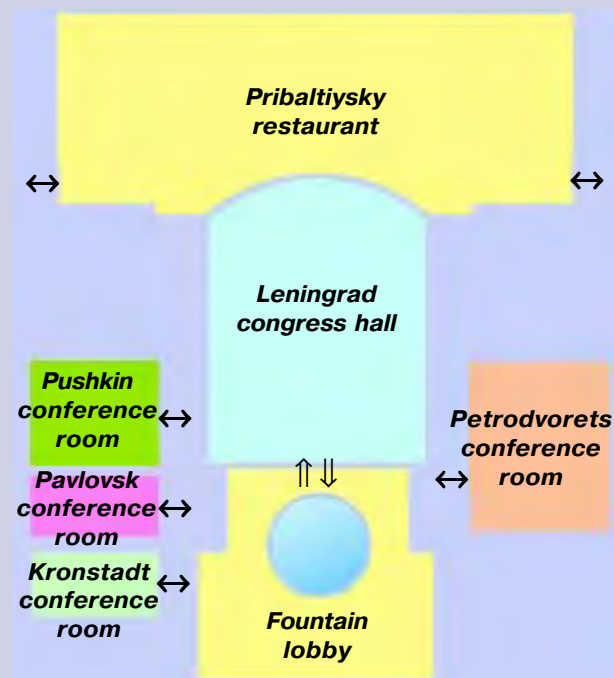 Pribaltiysky
restaurant
Leningrad
congress hall
Pushkin
conference
room
Petrodvorets
conference
room
Pavlovsk
conference
room
Kronstadt
conference
room
Fountain
lobby